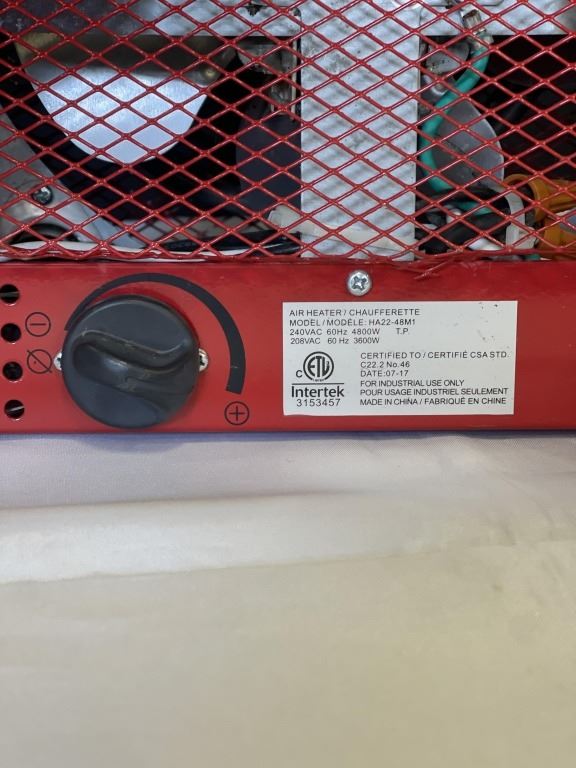 AIR HEATER / CHAUFFERETTE
MODEL / MODÈLE: HA22-48M1
240VAC 60Hz 4800W T.P.
208VAC 60 Hz 3600W
CERTIFIED TO / CERTIFIÉ CSA STD.
C22.2 No.46
DATE: 07-17
FOR INDUSTRIAL USE ONLY
POUR USAGE INDUSTRIEL SEULEMENT
MADE IN CHINA / FABRIQUÉ EN CHINE
C ETL
Intertek
3153457